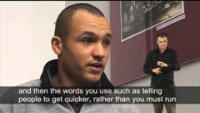 and then the words you use such as telling
people to get quicker, rather than you must run